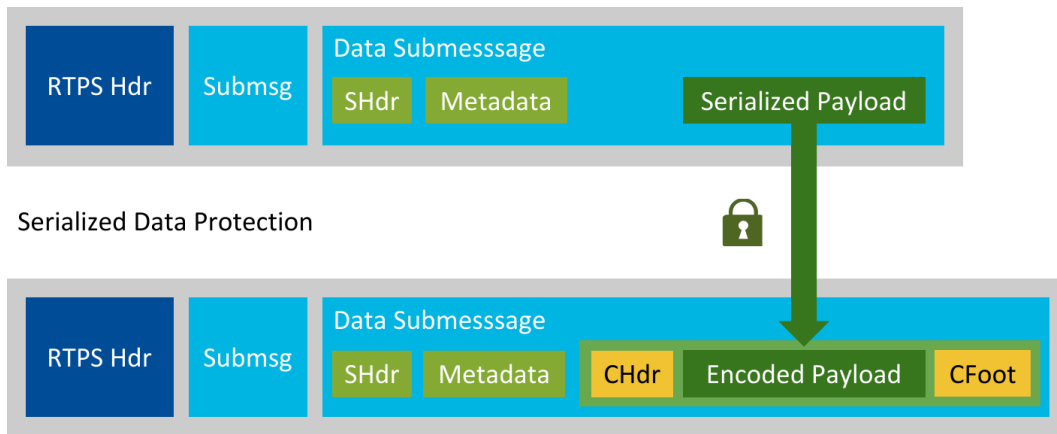 RTPS Hdr
Submsg
Data Submesssage
SHdr
Metadata
Serialized Payload
Serialized Data Protection
RTPS Hdr
Submsg
Data Submesssage
SHdr
Metadata
CHdr
Encoded Payload
CFoot